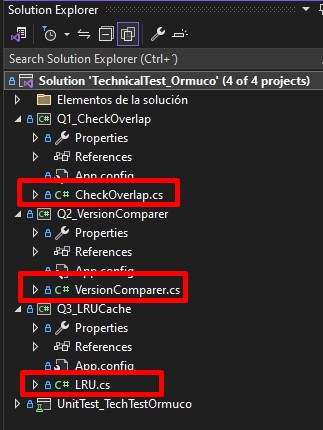 Solution Explorer
Search Solution Explorer (Ctrl+´)
Solution 'TechnicalTest_Ormuco' (4 of 4 projects)
Elementos de la solución
C# Q1_CheckOverlap
Properties
References
App.config
C# CheckOverlap.cs
C# Q2_VersionComparer
Properties
References
App.config
C# VersionComparer.cs
C# Q3_LRUCache
Properties
References
App.config
C# LRU.cs
UnitTest_TechTestOrmuco